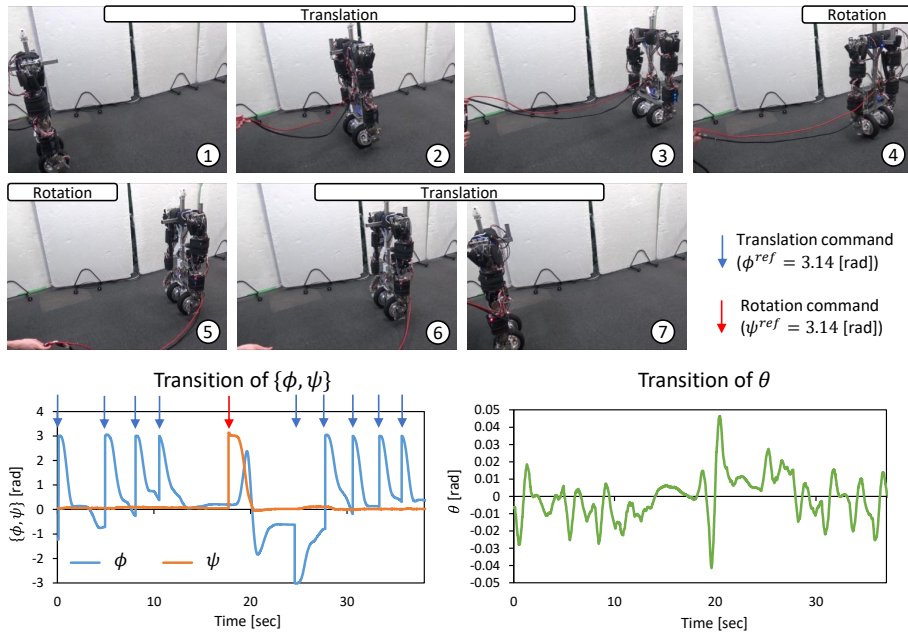 Translation
Rotation
1
2
3
4
Rotation
Translation
5
6
7
Translation command
(ϕ^ref = 3.14 [rad])
Rotation command
(ψ^ref = 3.14 [rad])
Transition of {ϕ, ψ}
4
3
2
1
0
-1
-2
-3
{ϕ, ψ} [rad]
ϕ
ψ
0
10
20
30
Time [sec]
Transition of θ
0.05
0.04
0.03
0.02
0.01
0
-0.01
-0.02
-0.03
-0.04
-0.05
θ [rad]
0
10
20
30
Time [sec]